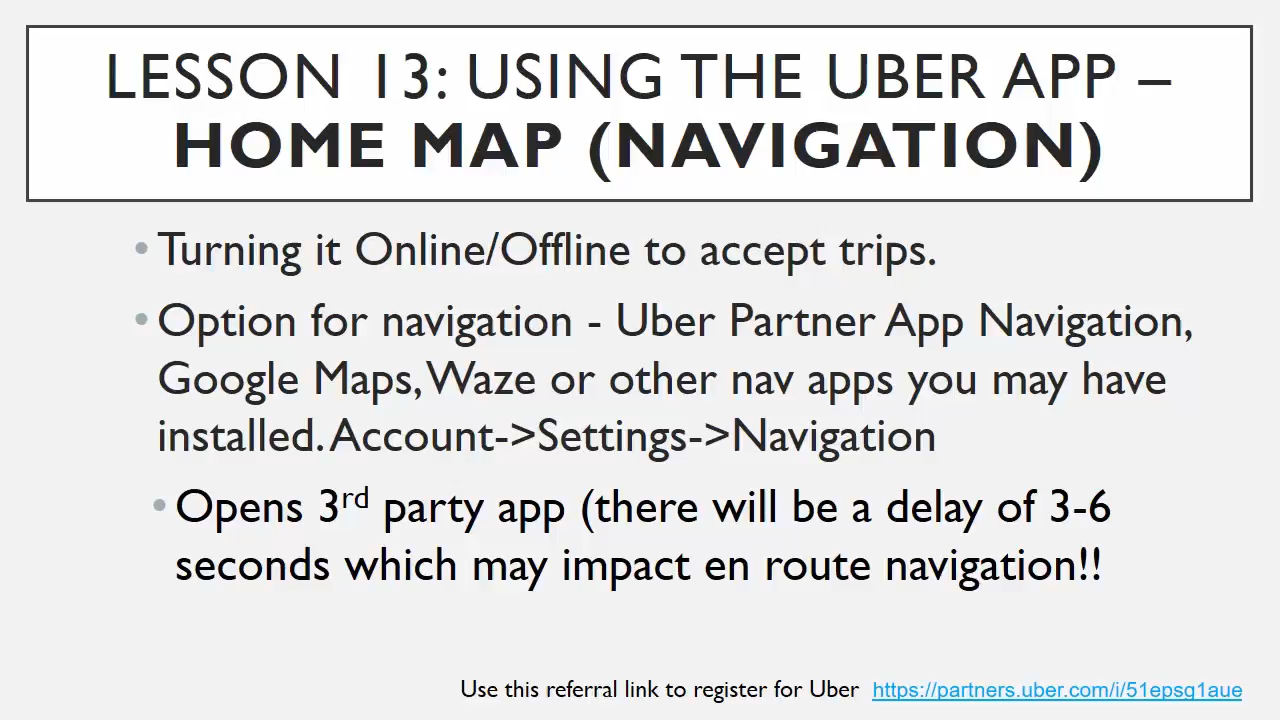 LESSON 13: USING THE UBER APP –
HOME MAP (NAVIGATION)
• Turning it Online/Offline to accept trips.
• Option for navigation - Uber Partner App Navigation,
Google Maps, Waze or other nav apps you may have
installed. Account->Settings->Navigation
• Opens 3rd party app (there will be a delay of 3-6
seconds which may impact en route navigation!!
Use this referral link to register for Uber https://partners.uber.com/i/51epsq1aue